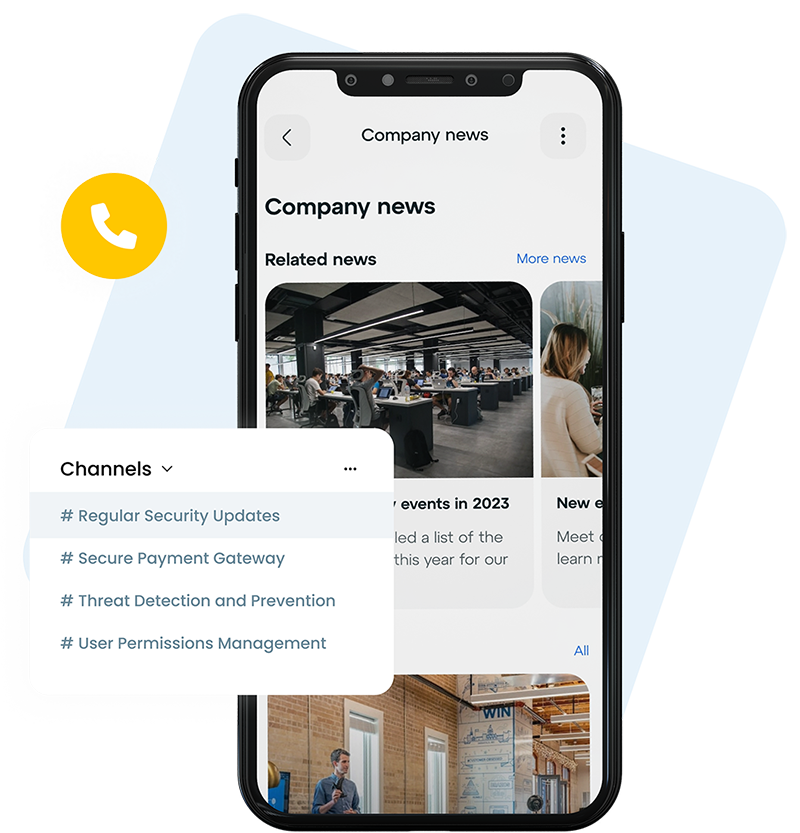 Company news
Company news
Related news
More news
events in 2023
New
led a list of the
this year for our
Meet
learn
Channels
# Regular Security Updates
# Secure Payment Gateway
# Threat Detection and Prevention
# User Permissions Management
All
WIN